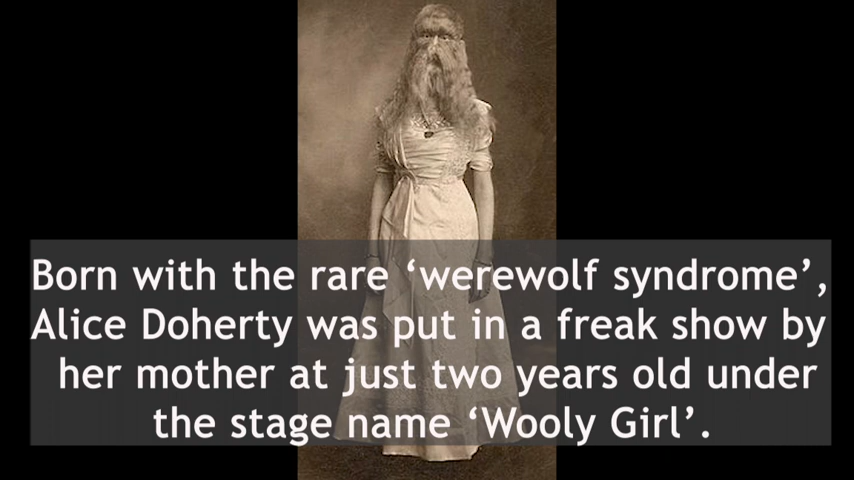 Born with the rare ‘werewolf syndrome’,
Alice Doherty was put in a freak show by
her mother at just two years old under
the stage name ‘Wooly Girl’.